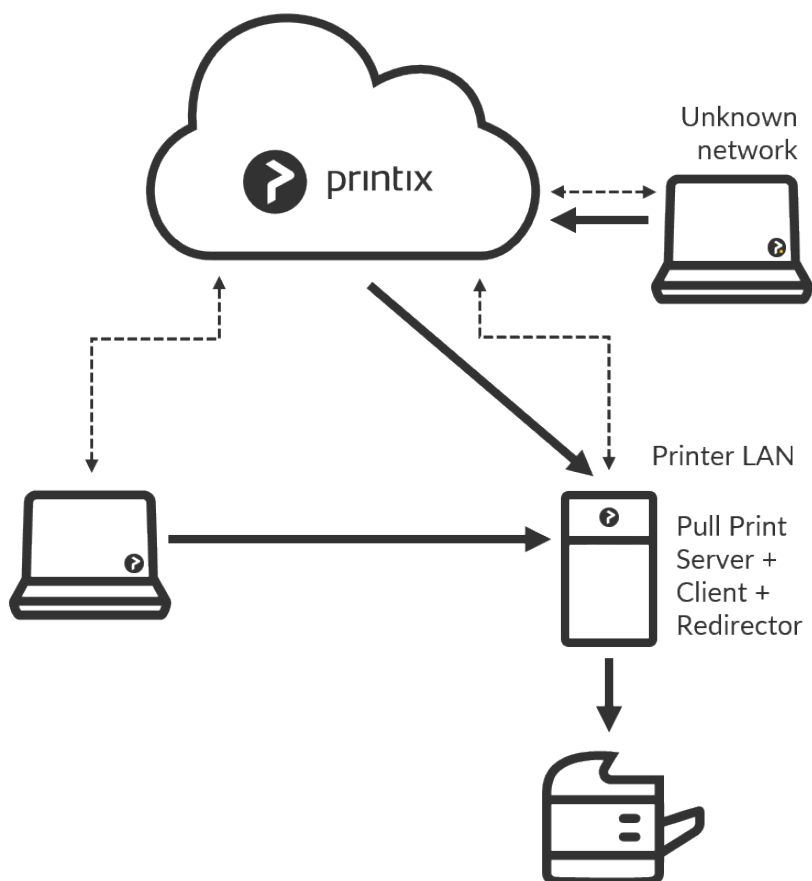 Unknown
network
printix
Printer LAN
Pull Print
Server +
Client +
Redirector